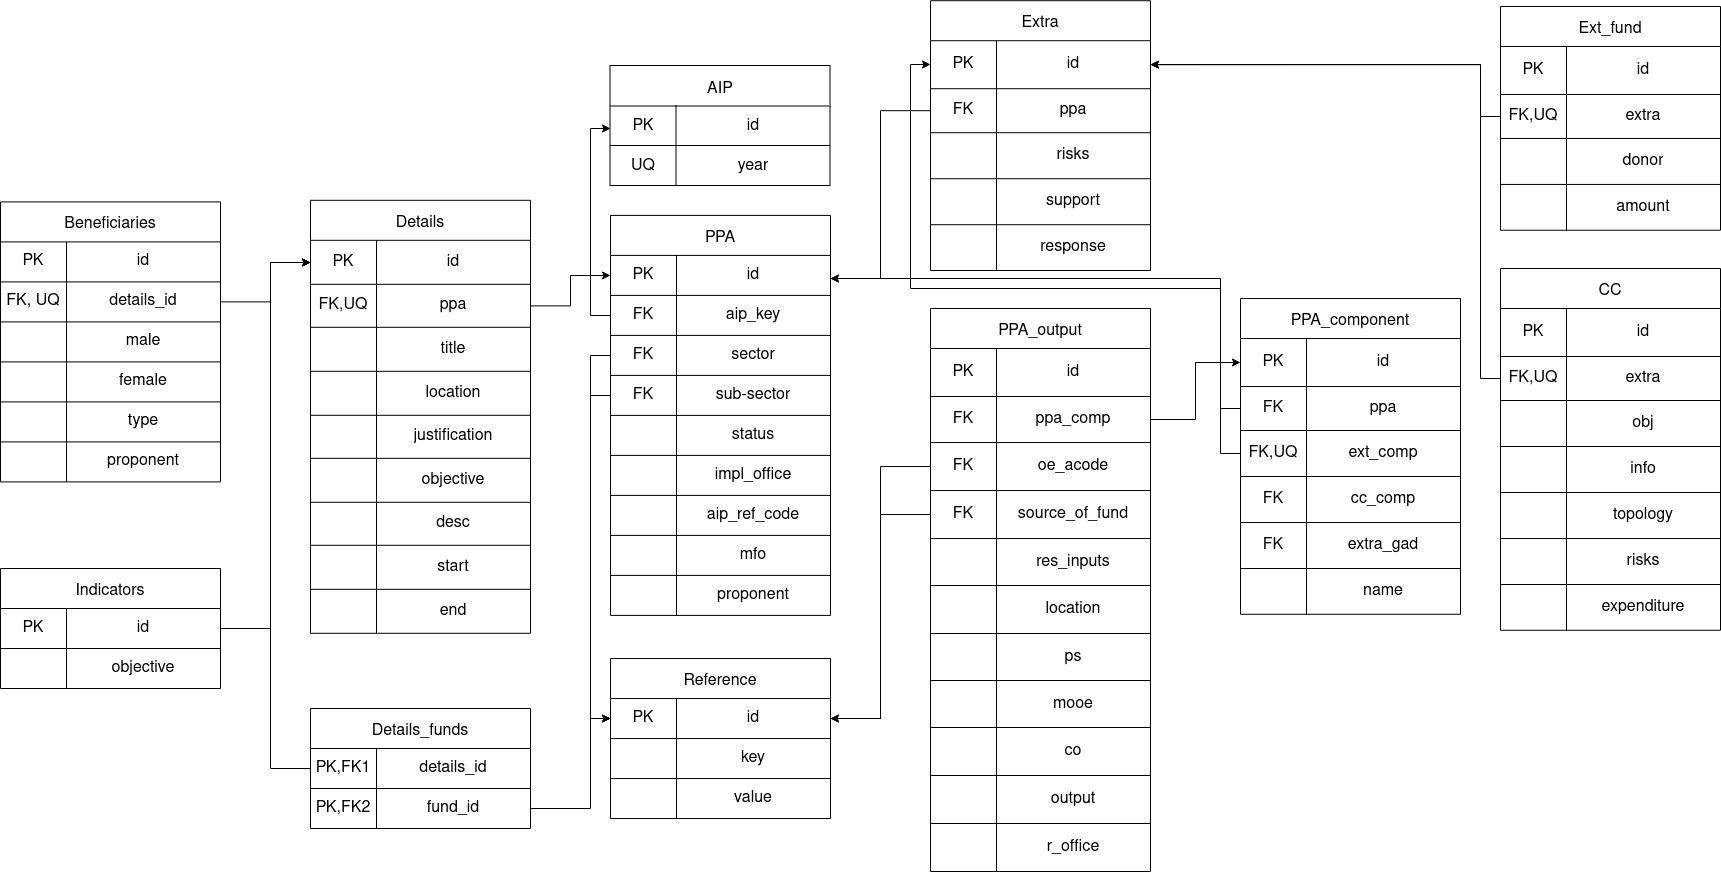 Beneficiaries
PK id
FK, UQ details_id
male
female
type
proponent
Indicators
PK id
objective
Details
PK id
FK,UQ ppa
title
location
justification
objective
desc
start
end
Details_funds
PK,FK1 details_id
PK,FK2 fund_id
AIP
PK id
UQ year
PPA
PK id
FK aip_key
FK sector
FK sub-sector
status
impl_office
aip_ref_code
mfo
proponent
Reference
PK id
key
value
Extra
PK id
FK ppa
risks
support
response
PPA_output
PK id
FK ppa_comp
FK oe_acode
FK source_of_fund
res_inputs
location
ps
mooe
co
output
r_office
PPA_component
PK id
FK ppa
FK,UQ ext_comp
FK cc_comp
FK extra_gad
name
Ext_fund
PK id
FK,UQ extra
donor
amount
CC
PK id
FK,UQ extra
obj
info
topology
risks
expenditure